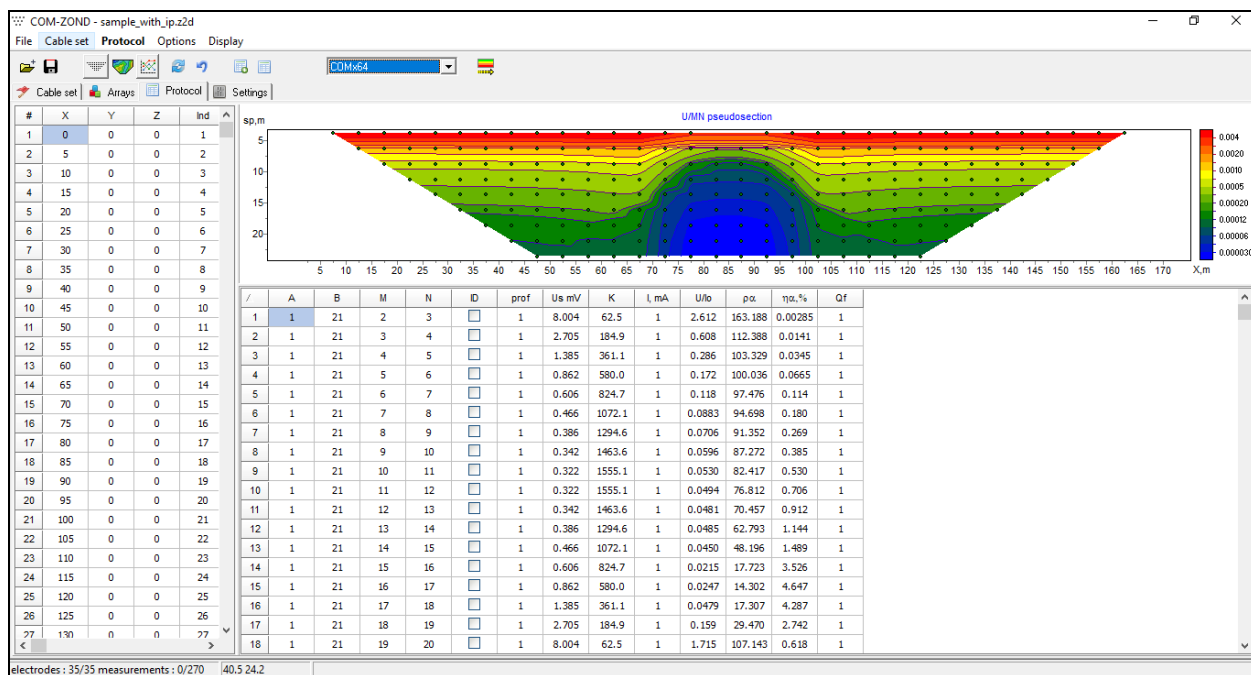 COM-ZOND - sample_with_ip.z2d
File Cable set Protocol Options Display
COMx64
Cable set Arrays Protocol Settings
# X Y Z Ind
1 0 0 0 1
2 5 0 0 2
3 10 0 0 3
4 15 0 0 4
5 20 0 0 5
6 25 0 0 6
7 30 0 0 7
8 35 0 0 8
9 40 0 0 9
10 45 0 0 10
11 50 0 0 11
12 55 0 0 12
13 60 0 0 13
14 65 0 0 14
15 70 0 0 15
16 75 0 0 16
17 80 0 0 17
18 85 0 0 18
19 90 0 0 19
20 95 0 0 20
21 100 0 0 21
22 105 0 0 22
23 110 0 0 23
24 115 0 0 24
25 120 0 0 25
26 125 0 0 26
27 130 0 0 27
U/MN pseudosection
sp,m
5
10
15
20
5 10 15 20 25 30 35 40 45 50 55 60 65 70 75 80 85 90 95 100 105 110 115 120 125 130 135 140 145 150 155 160 165 170 X,m
0.004
0.0020
0.0010
0.0005
0.00020
0.00012
0.00006
0.000030
/ A B M N ID prof Us mV K I, mA U/Io ρα ηα,% Qf
1 1 21 2 3 1 8.004 62.5 1 2.612 163.188 0.00285 1
2 1 21 3 4 1 2.705 184.9 1 0.608 112.388 0.0141 1
3 1 21 4 5 1 1.385 361.1 1 0.286 103.329 0.0345 1
4 1 21 5 6 1 0.862 580.0 1 0.172 100.036 0.0665 1
5 1 21 6 7 1 0.606 824.7 1 0.118 97.476 0.114 1
6 1 21 7 8 1 0.466 1072.1 1 0.0883 94.698 0.180 1
7 1 21 8 9 1 0.386 1294.6 1 0.0706 91.352 0.269 1
8 1 21 9 10 1 0.342 1463.6 1 0.0596 87.272 0.385 1
9 1 21 10 11 1 0.322 1555.1 1 0.0530 82.417 0.530 1
10 1 21 11 12 1 0.322 1555.1 1 0.0494 76.812 0.706 1
11 1 21 12 13 1 0.342 1463.6 1 0.0481 70.457 0.912 1
12 1 21 13 14 1 0.386 1294.6 1 0.0485 62.793 1.144 1
13 1 21 14 15 1 0.466 1072.1 1 0.0450 48.196 1.489 1
14 1 21 15 16 1 0.606 824.7 1 0.0215 17.723 3.526 1
15 1 21 16 17 1 0.862 580.0 1 0.0247 14.302 4.647 1
16 1 21 17 18 1 1.385 361.1 1 0.0479 17.307 4.287 1
17 1 21 18 19 1 2.705 184.9 1 0.159 29.470 2.742 1
18 1 21 19 20 1 8.004 62.5 1 1.715 107.143 0.618 1
electrodes : 35/35 measurements : 0/270 40.5 24.2